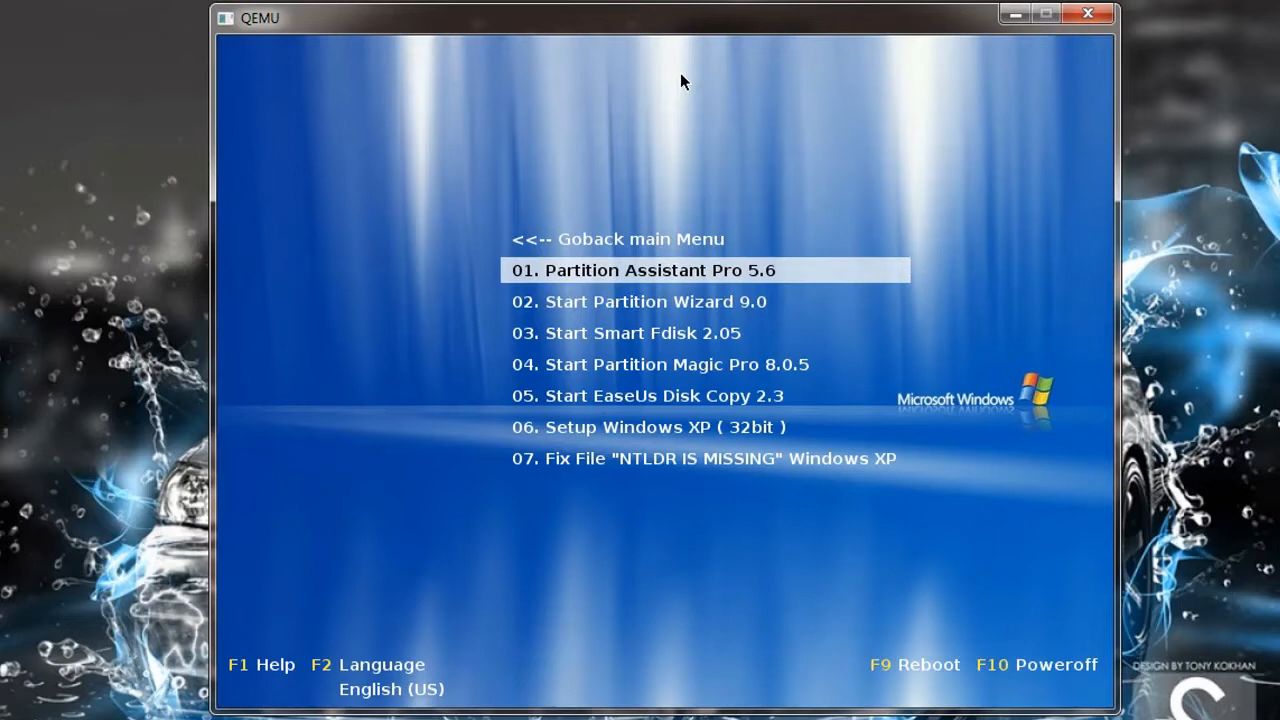 QEMU
<<-- Goback main Menu
01. Partition Assistant Pro 5.6
02. Start Partition Wizard 9.0
03. Start Smart Fdisk 2.05
04. Start Partition Magic Pro 8.0.5
05. Start EaseUs Disk Copy 2.3
Microsoft Windows
06. Setup Windows XP ( 32bit )
07. Fix File "NTLDR IS MISSING" Windows XP
F1 Help F2 Language F9 Reboot F10 Poweroff
English (US)
DESIGN BY TONY KOKHAN